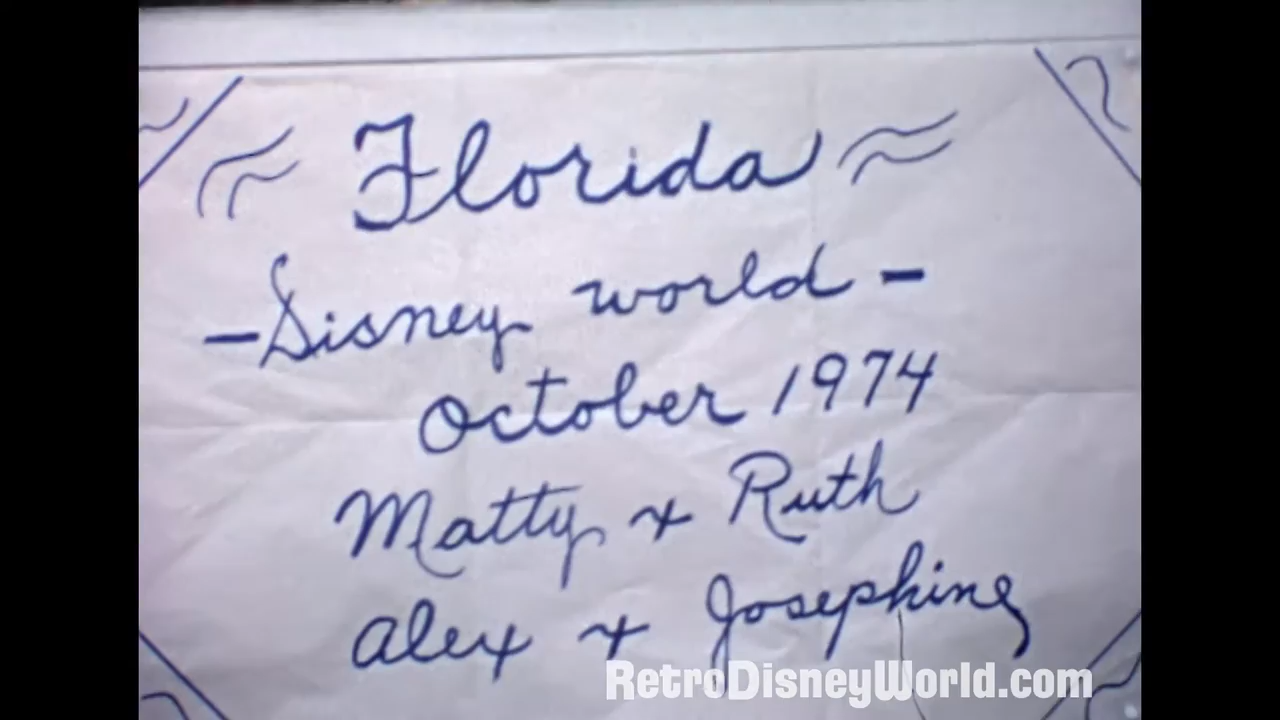 Florida
- Disney world -
October 1974
Matty & Ruth
Alex & Josephine
RetroDisneyWorld.com